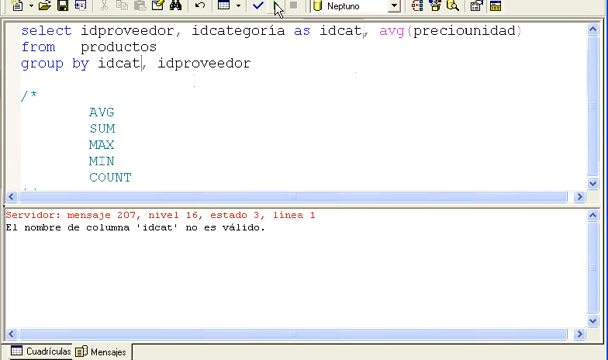 Neptuno
select idproveedor, idcategoría as idcat, avg(preciounidad)
from productos
group by idcat, idproveedor
/*
AVG
SUM
MAX
MIN
COUNT
Servidor: mensaje 207, nivel 16, estado 3, línea 1
El nombre de columna 'idcat' no es válido.
Cuadrículas Mensajes